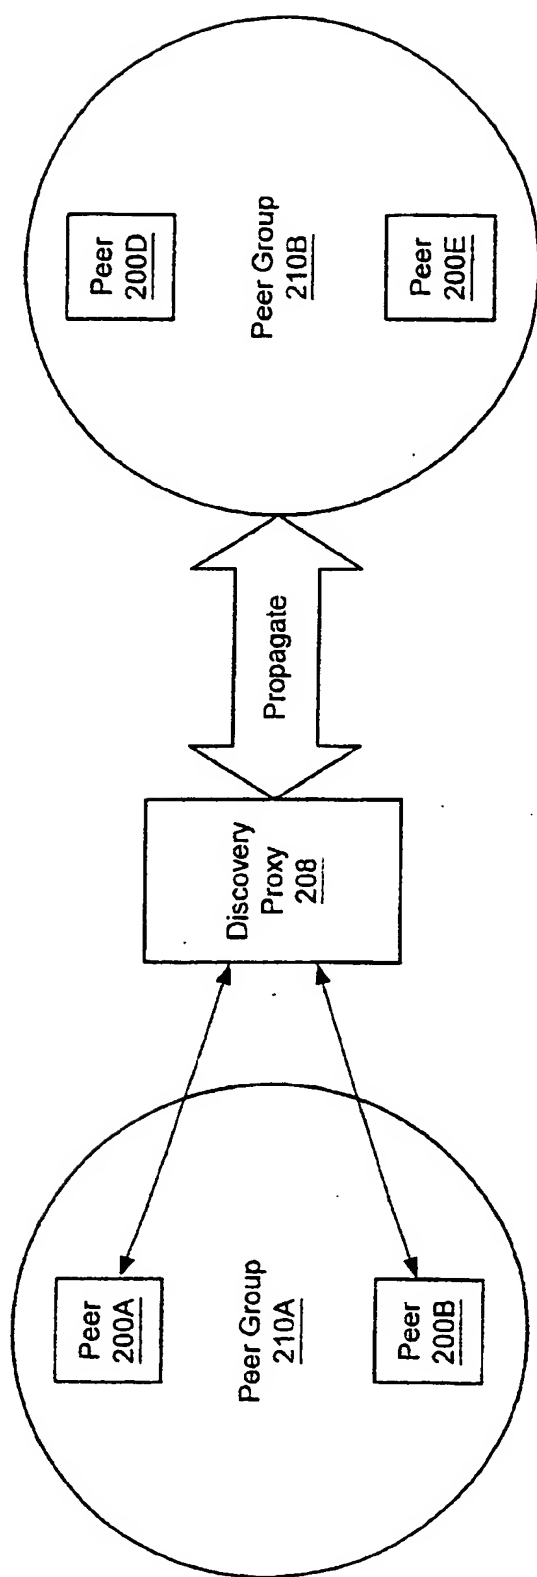 Peer
200A
Peer Group
210A
Peer
200B
Discovery
Proxy
208
Propagate
Peer
200D
Peer Group
210B
Peer
200E